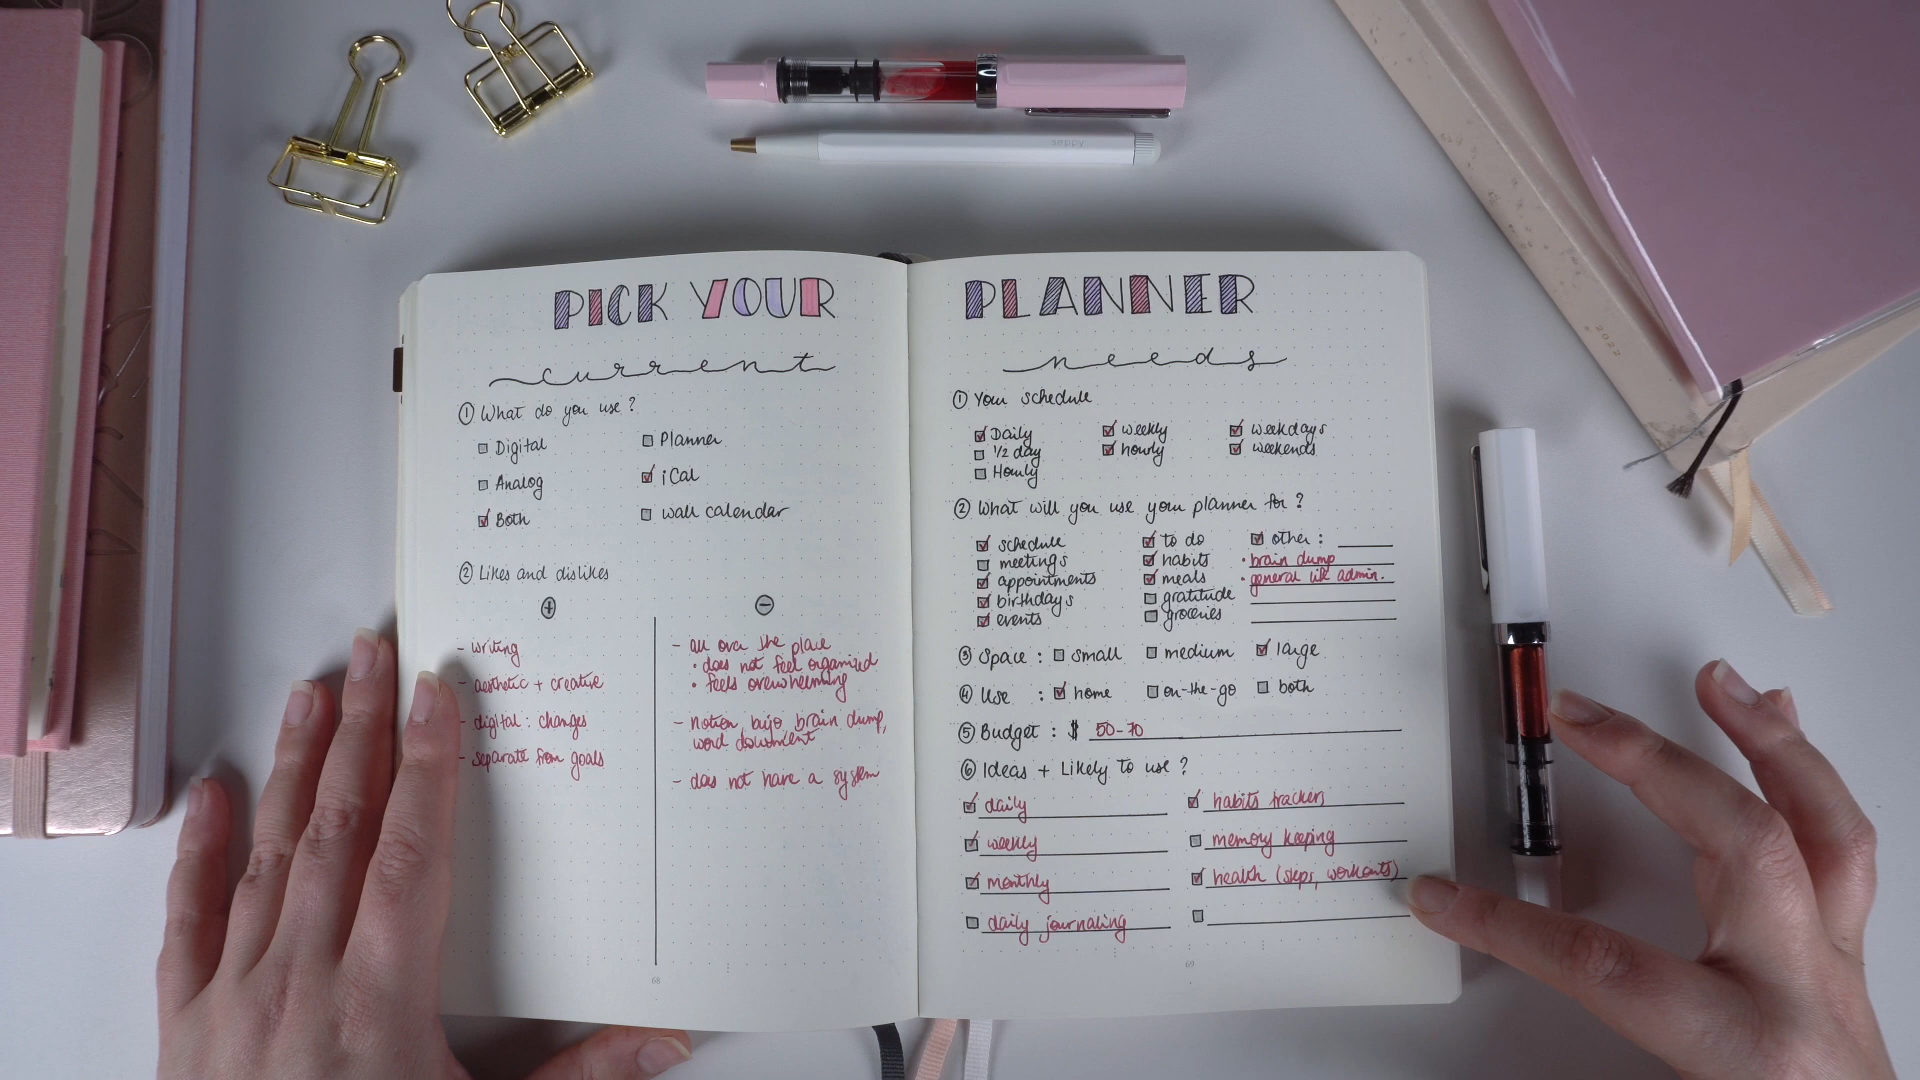 PICK YOUR
current
① What do you use?
Digital
Planner
Analog
iCal
Both
wall calendar
② Likes and dislikes
+
-
- writing
- aesthetic + creative
- digital: changes
- separate from goals
- all over the place
• does not feel organized
• feels overwhelming
- notion, bujo brain dump,
word document
- does not have a system
68
PLANNER
needs
① Your schedule
Daily
weekly
weekdays
1/2 day
hourly
weekends
Hourly
② What will you use your planner for?
schedule
to do
other:
meetings
habits
• brain dump
appointments
meals
• general life admin.
birthdays
gratitude
events
groceries
③ Space: small medium large
④ Use: home on-the-go both
⑤ Budget: $ 50-70
⑥ Ideas + Likely to use?
daily
habits trackers
weekly
memory keeping
monthly
health (steps, workouts)
daily journaling
69
2022